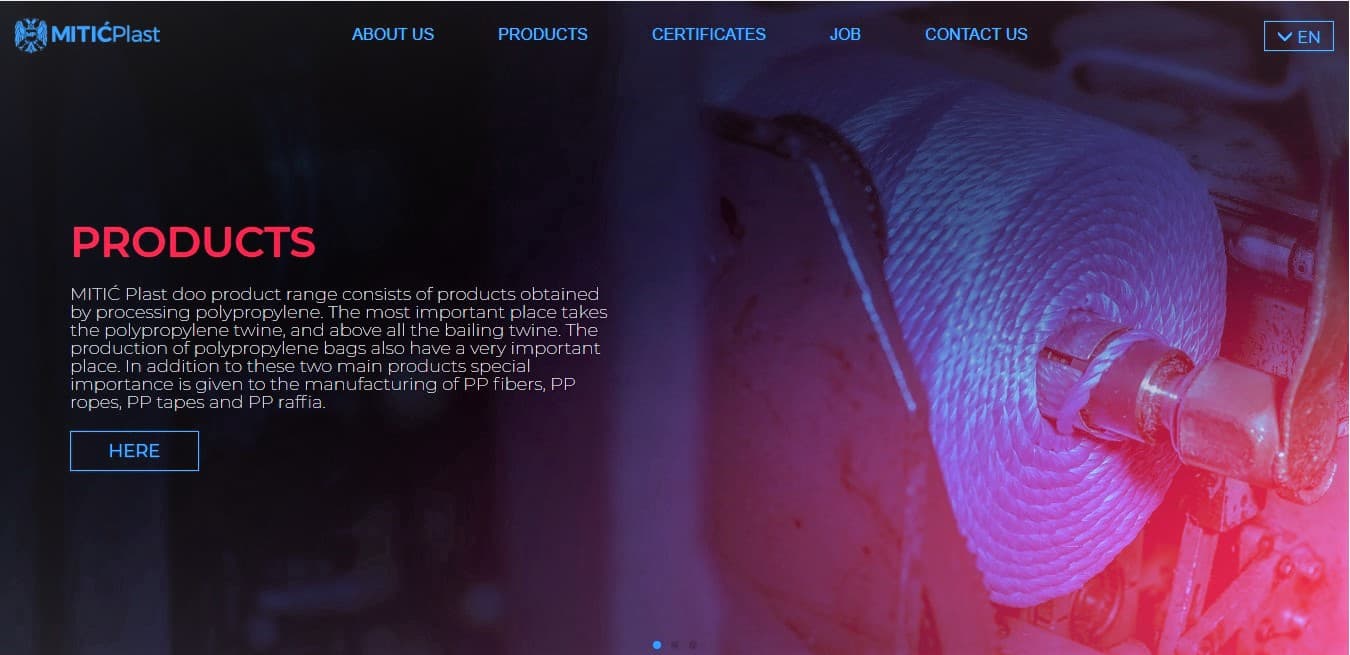 MITIĆPlast
ABOUT US
PRODUCTS
CERTIFICATES
JOB
CONTACT US
EN
PRODUCTS
MITIĆ Plast doo product range consists of products obtained
by processing polypropylene. The most important place takes
the polypropylene twine, and above all the bailing twine. The
production of polypropylene bags also have a very important
place. In addition to these two main products special
importance is given to the manufacturing of PP fibers, PP
ropes, PP tapes and PP raffia.
HERE